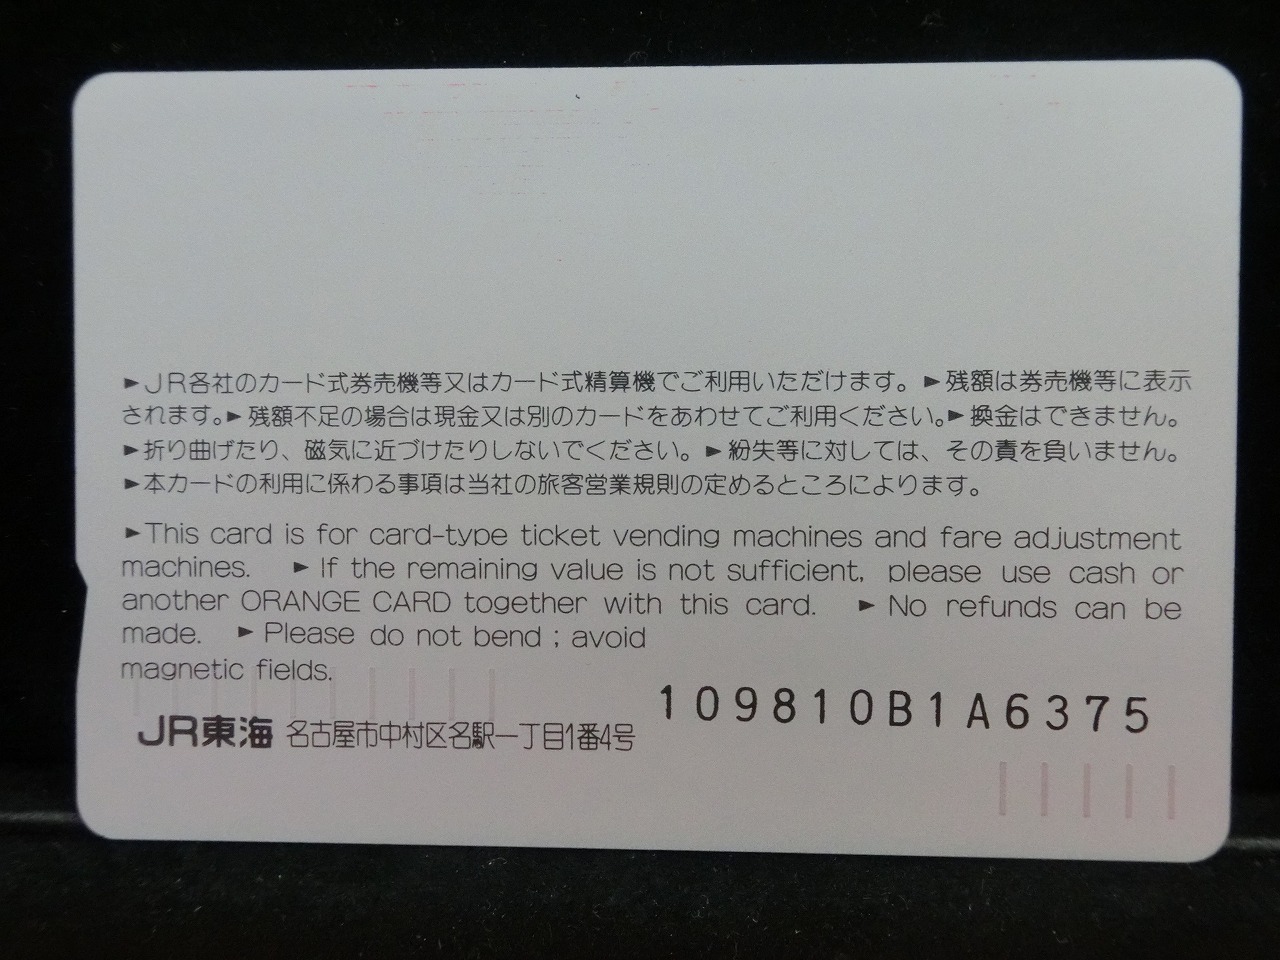 ►JR各社のカード式券売機等又はカード式精算機でご利用いただけます。►残額は券売機等に表示
されます。►残額不足の場合は現金又は別のカードをあわせてご利用ください。►換金はできません。
►折り曲げたり、磁気に近づけたりしないでください。►紛失等に対しては、その責を負いません。
►本カードの利用に係わる事項は当社の旅客営業規則の定めるところによります。
►This card is for card-type ticket vending machines and fare adjustment
machines. ►If the remaining value is not sufficient, please use cash or
another ORANGE CARD together with this card. ►No refunds can be
made. ►Please do not bend ; avoid
magnetic fields.
109810B1A6375
JR東海 名古屋市中村区名駅一丁目1番4号